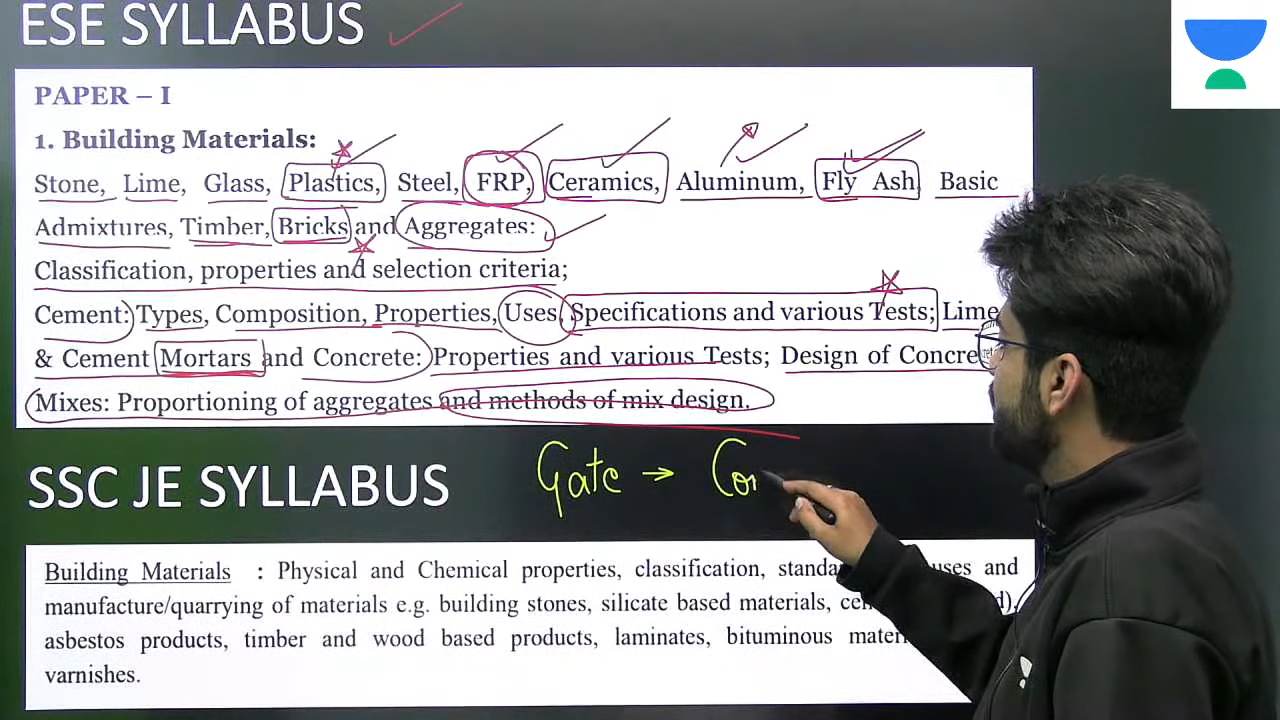 ESE SYLLABUS
PAPER – I
1. Building Materials:
Stone, Lime, Glass, Plastics, Steel, FRP, Ceramics, Aluminum, Fly Ash, Basic
Admixtures, Timber, Bricks and Aggregates:
Classification, properties and selection criteria;
Cement: Types, Composition, Properties, Uses, Specifications and various Tests; Lime
& Cement Mortars and Concrete: Properties and various Tests; Design of Concrete
Mixes: Proportioning of aggregates and methods of mix design.
SSC JE SYLLABUS
Gate → Con
Building Materials : Physical and Chemical properties, classification, uses and
manufacture/quarrying of materials e.g. building stones, silicate based materials,
asbestos products, timber and wood based products, laminates, bituminous
varnishes.